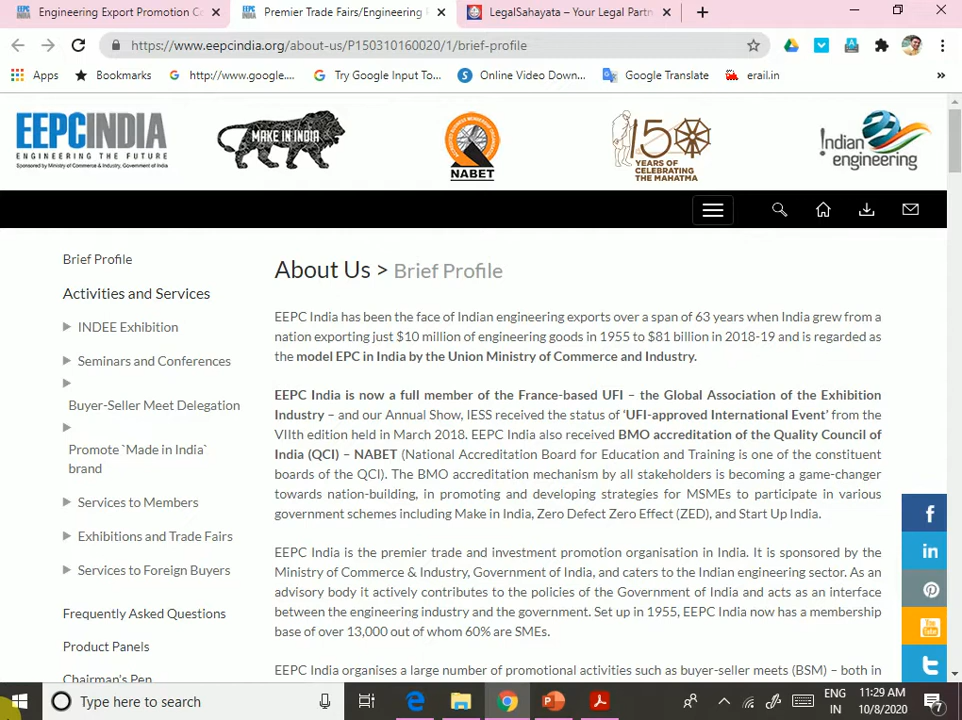 Engineering Export Promotion Co
Premier Trade Fairs/Engineering F
LegalSahayata – Your Legal Partn
https://www.eepcindia.org/about-us/P150310160020/1/brief-profile
Apps
Bookmarks
http://www.google....
Try Google Input To...
Online Video Down...
Google Translate
erail.in
EEPC INDIA
ENGINEERING THE FUTURE
Sponsored by Ministry of Commerce & Industry, Government of India
MAKE IN INDIA
NABET
150
YEARS OF
CELEBRATING
THE MAHATMA
Indian
engineering
Brief Profile
Activities and Services
INDEE Exhibition
Seminars and Conferences
Buyer-Seller Meet Delegation
Promote `Made in India`
brand
Services to Members
Exhibitions and Trade Fairs
Services to Foreign Buyers
Frequently Asked Questions
Product Panels
Chairman's Pen
About Us > Brief Profile
EEPC India has been the face of Indian engineering exports over a span of 63 years when India grew from a
nation exporting just $10 million of engineering goods in 1955 to $81 billion in 2018-19 and is regarded as
the model EPC in India by the Union Ministry of Commerce and Industry.
EEPC India is now a full member of the France-based UFI – the Global Association of the Exhibition
Industry – and our Annual Show, IESS received the status of 'UFI-approved International Event' from the
VIIth edition held in March 2018. EEPC India also received BMO accreditation of the Quality Council of
India (QCI) – NABET (National Accreditation Board for Education and Training is one of the constituent
boards of the QCI). The BMO accreditation mechanism by all stakeholders is becoming a game-changer
towards nation-building, in promoting and developing strategies for MSMEs to participate in various
government schemes including Make in India, Zero Defect Zero Effect (ZED), and Start Up India.
EEPC India is the premier trade and investment promotion organisation in India. It is sponsored by the
Ministry of Commerce & Industry, Government of India, and caters to the Indian engineering sector. As an
advisory body it actively contributes to the policies of the Government of India and acts as an interface
between the engineering industry and the government. Set up in 1955, EEPC India now has a membership
base of over 13,000 out of whom 60% are SMEs.
EEPC India organises a large number of promotional activities such as buyer-seller meets (BSM) – both in
You
Tube
Type here to search
ENG
IN
11:29 AM
10/8/2020
7